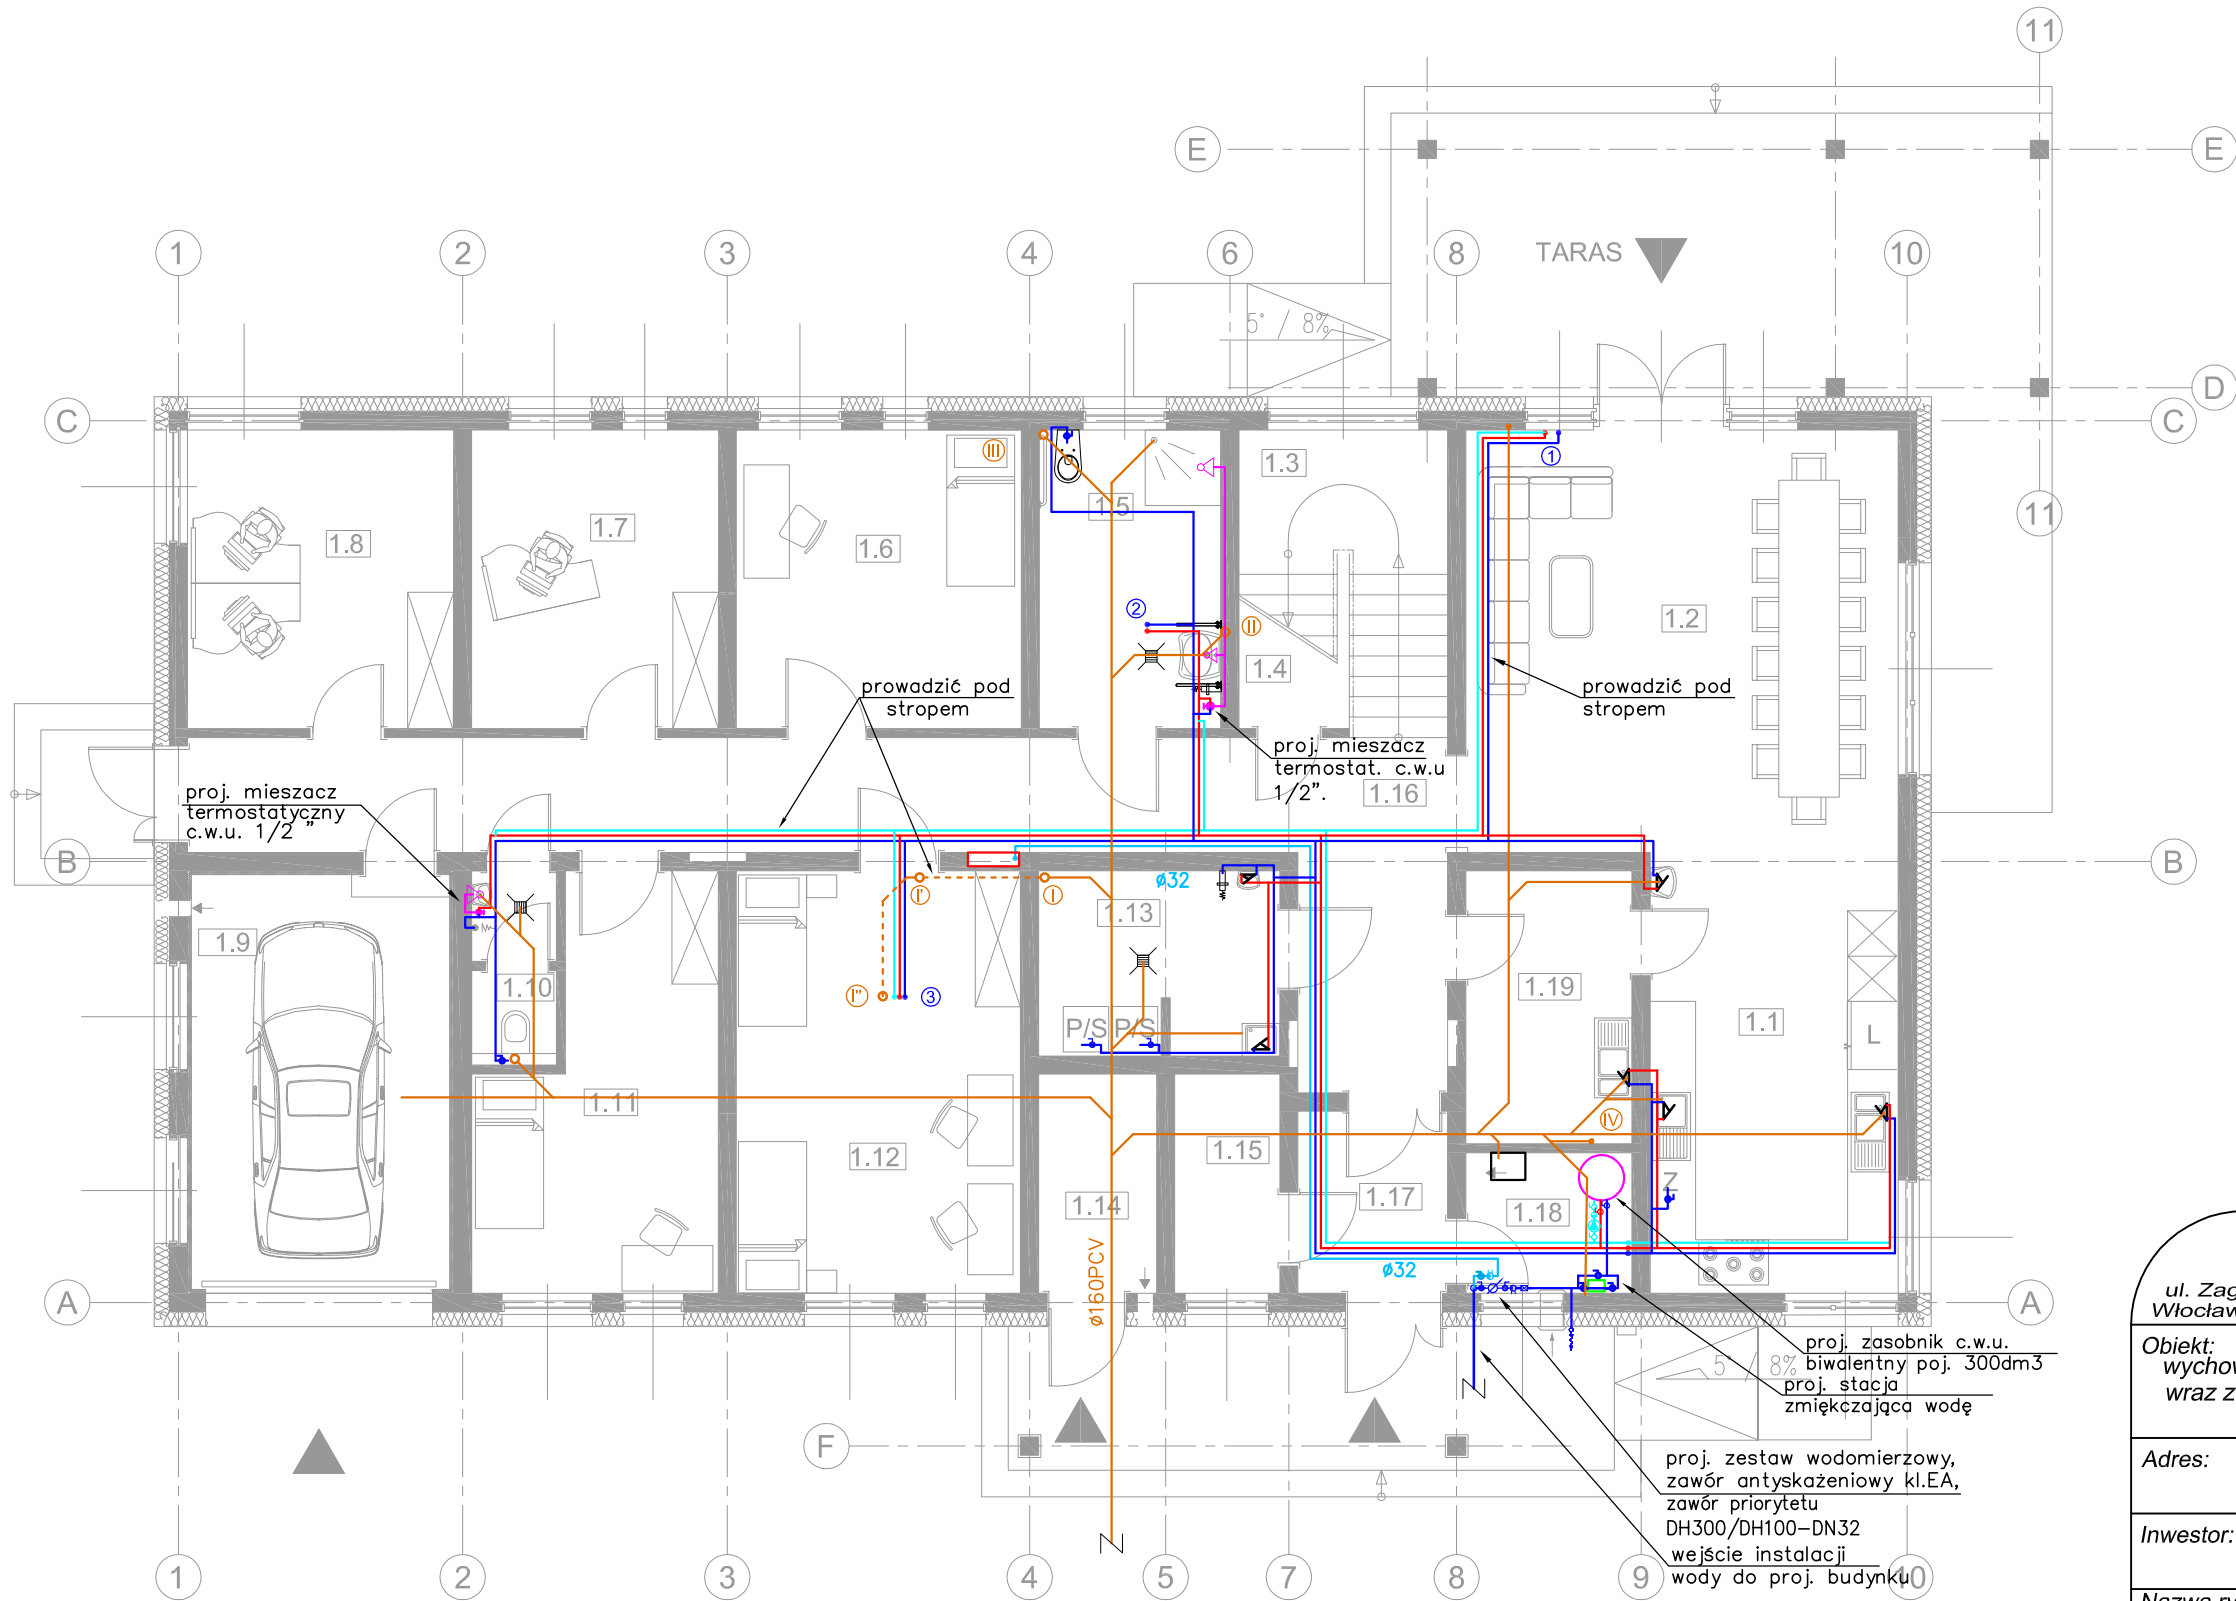 11
E
E
1
2
3
4
6
8
TARAS
10
5° / 8%
D
C
C
1
III
1.3
1.5
11
1.8
1.7
1.6
2
II
1.2
1.4
prowadzić pod
stropem
prowadzić pod
stropem
proj. mieszacz
termostat. c.w.u
1/2".
1.16
proj. mieszacz
termostatyczny
c.w.u. 1/2 "
B
B
ø32
I'
I
1.13
1.9
1.10
I"
3
1.19
1.1
P/S
P/S
L
1.11
IV
1.12
1.15
Z
1.14
1.17
1.18
ø160PCV
ø32
A
A
ul. Zag
Włocław
proj. zasobnik c.w.u.
biwalentny poj. 300dm3
5° / 8%
proj. stacja
zmiękczająca wodę
Obiekt:
wychov
wraz z
F
proj. zestaw wodomierzowy,
zawór antyskażeniowy kl.EA,
zawór priorytetu
DH300/DH100-DN32
Adres:
wejście instalacji
wody do proj. budynku
Inwestor:
1
2
3
4
5
7
8
9
10